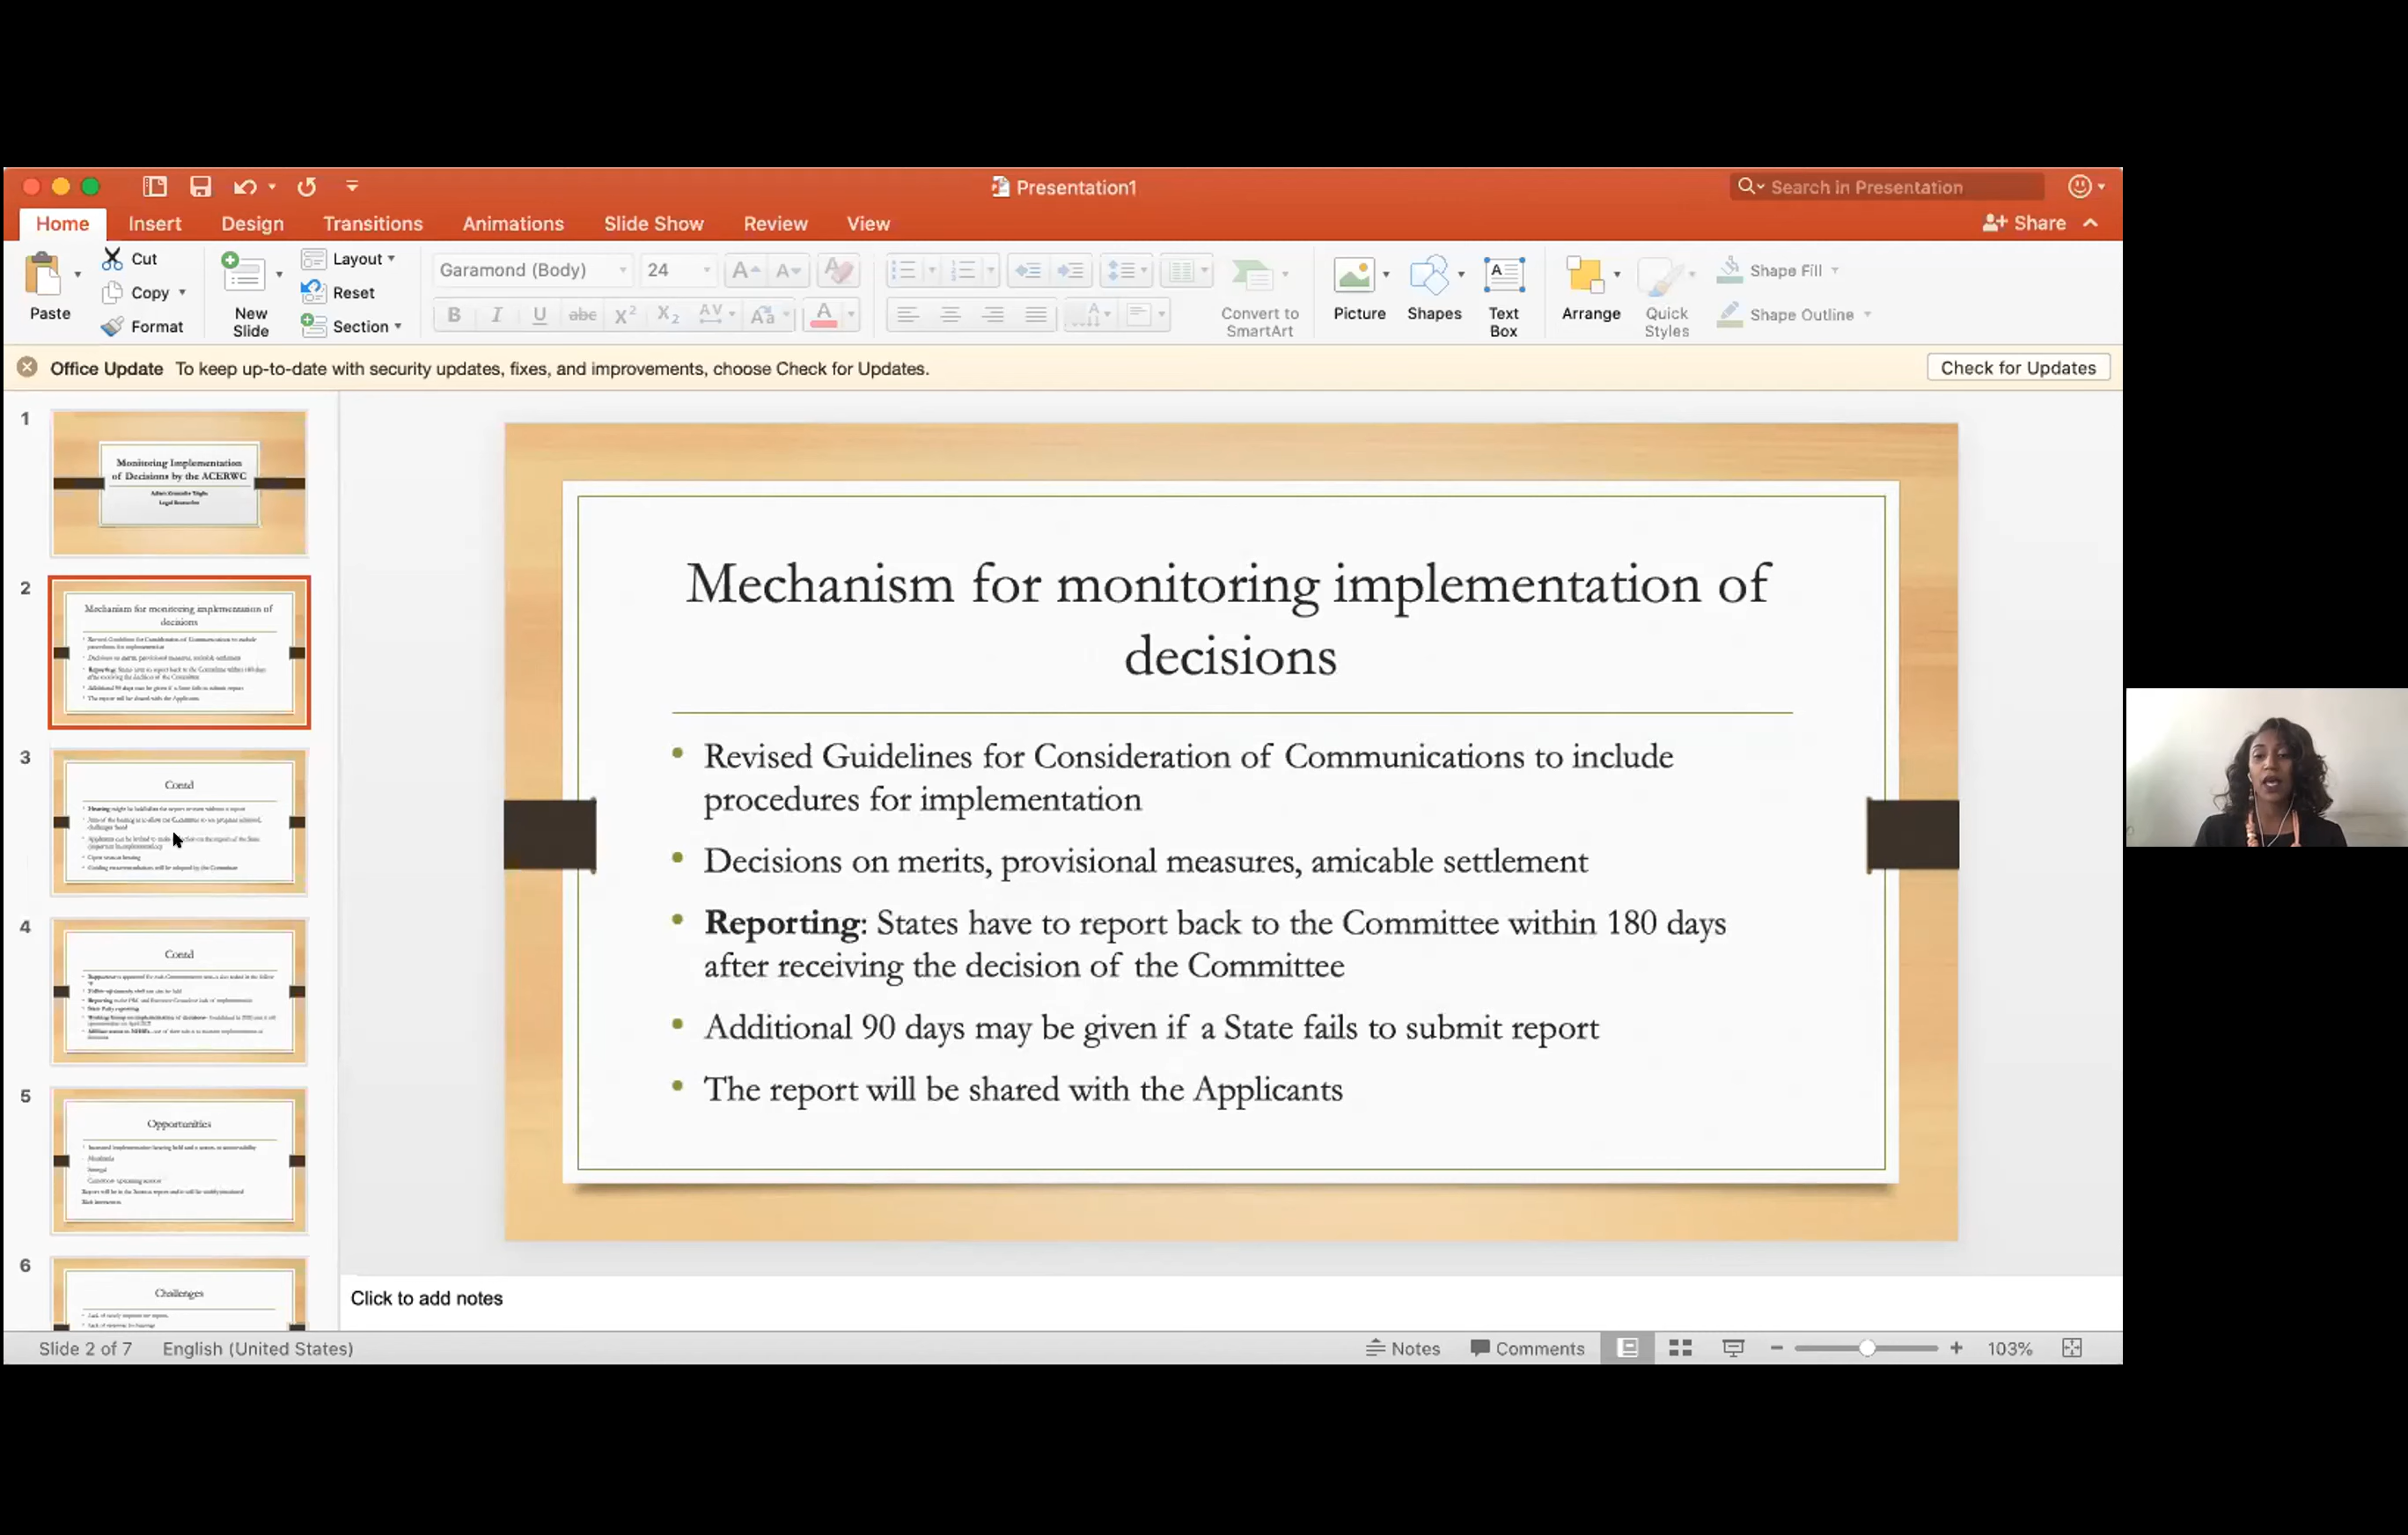 Presentation1
Search in Presentation
Home Insert Design Transitions Animations Slide Show Review View Share
Paste
Cut
Copy
Format
New Slide
Layout
Reset
Section
Garamond (Body) 24
Convert to SmartArt
Picture
Shapes
Text Box
Arrange
Quick Styles
Shape Fill
Shape Outline
Office Update To keep up-to-date with security updates, fixes, and improvements, choose Check for Updates.
Check for Updates
1
Monitoring Implementation
of Decisions by the ACERWC
Legal Researcher
2
Mechanism for monitoring implementation of
decisions
3
Contd
4
Contd
5
Opportunities
6
Challenges
Mechanism for monitoring implementation of
decisions
• Revised Guidelines for Consideration of Communications to include
procedures for implementation
• Decisions on merits, provisional measures, amicable settlement
• Reporting: States have to report back to the Committee within 180 days
after receiving the decision of the Committee
• Additional 90 days may be given if a State fails to submit report
• The report will be shared with the Applicants
Click to add notes
Slide 2 of 7 English (United States) Notes Comments 103%